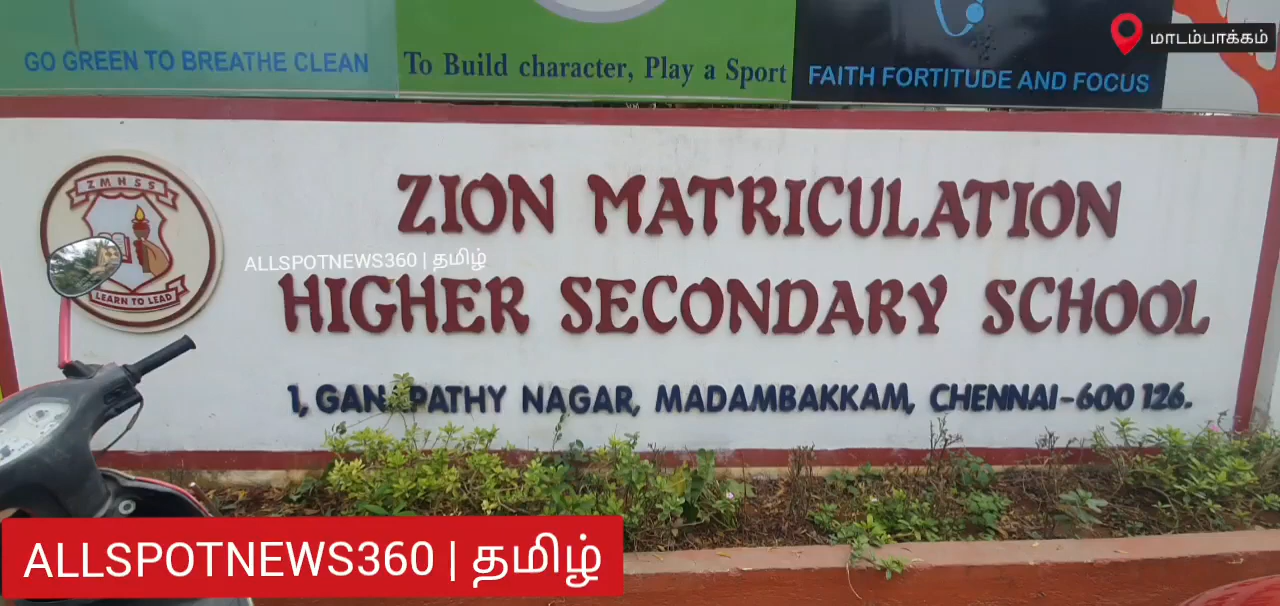 GO GREEN TO BREATHE CLEAN
To Build character, Play a Sport
FAITH FORTITUDE AND FOCUS
மாடம்பாக்கம்
ZMHSS
LEARN TO LEAD
ZION MATRICULATION
ALLSPOTNEWS360 | தமிழ்
HIGHER SECONDARY SCHOOL
1, GANAPATHY NAGAR, MADAMBAKKAM, CHENNAI-600 126.
ALLSPOTNEWS360 | தமிழ்